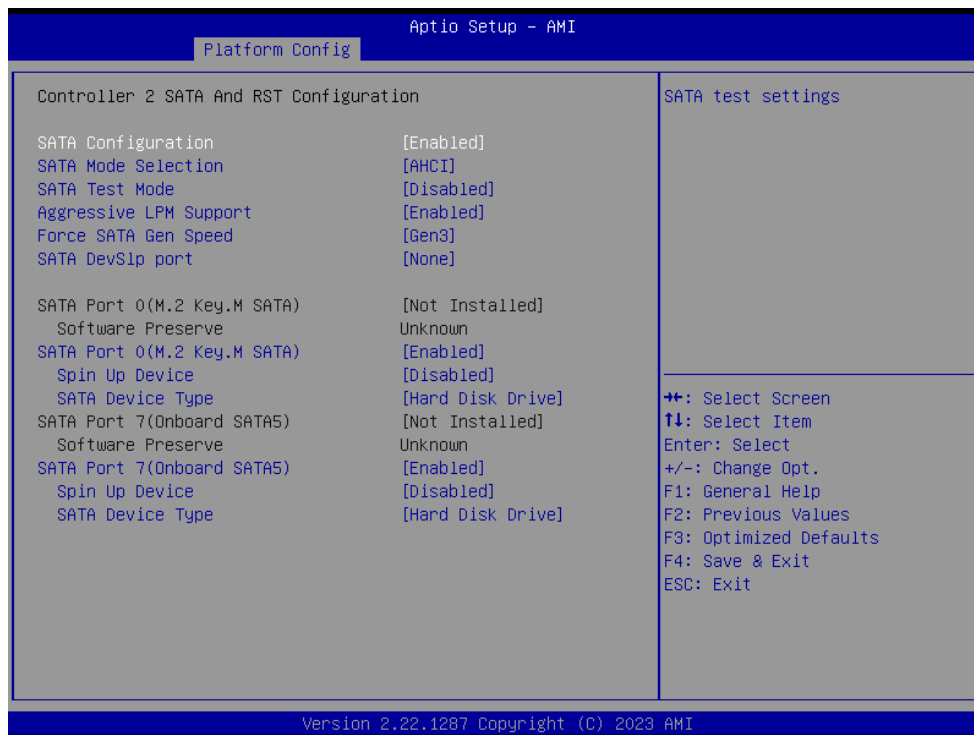 Aptio Setup – AMI
Platform Config
Controller 2 SATA And RST Configuration
SATA Configuration [Enabled]
SATA Mode Selection [AHCI]
SATA Test Mode [Disabled]
Aggressive LPM Support [Enabled]
Force SATA Gen Speed [Gen3]
SATA DevSlp port [None]
SATA Port 0(M.2 Key.M SATA) [Not Installed]
Software Preserve Unknown
SATA Port 0(M.2 Key.M SATA) [Enabled]
Spin Up Device [Disabled]
SATA Device Type [Hard Disk Drive]
SATA Port 7(Onboard SATA5) [Not Installed]
Software Preserve Unknown
SATA Port 7(Onboard SATA5) [Enabled]
Spin Up Device [Disabled]
SATA Device Type [Hard Disk Drive]
SATA test settings
→←: Select Screen
↑↓: Select Item
Enter: Select
+/-: Change Opt.
F1: General Help
F2: Previous Values
F3: Optimized Defaults
F4: Save & Exit
ESC: Exit
Version 2.22.1287 Copyright (C) 2023 AMI